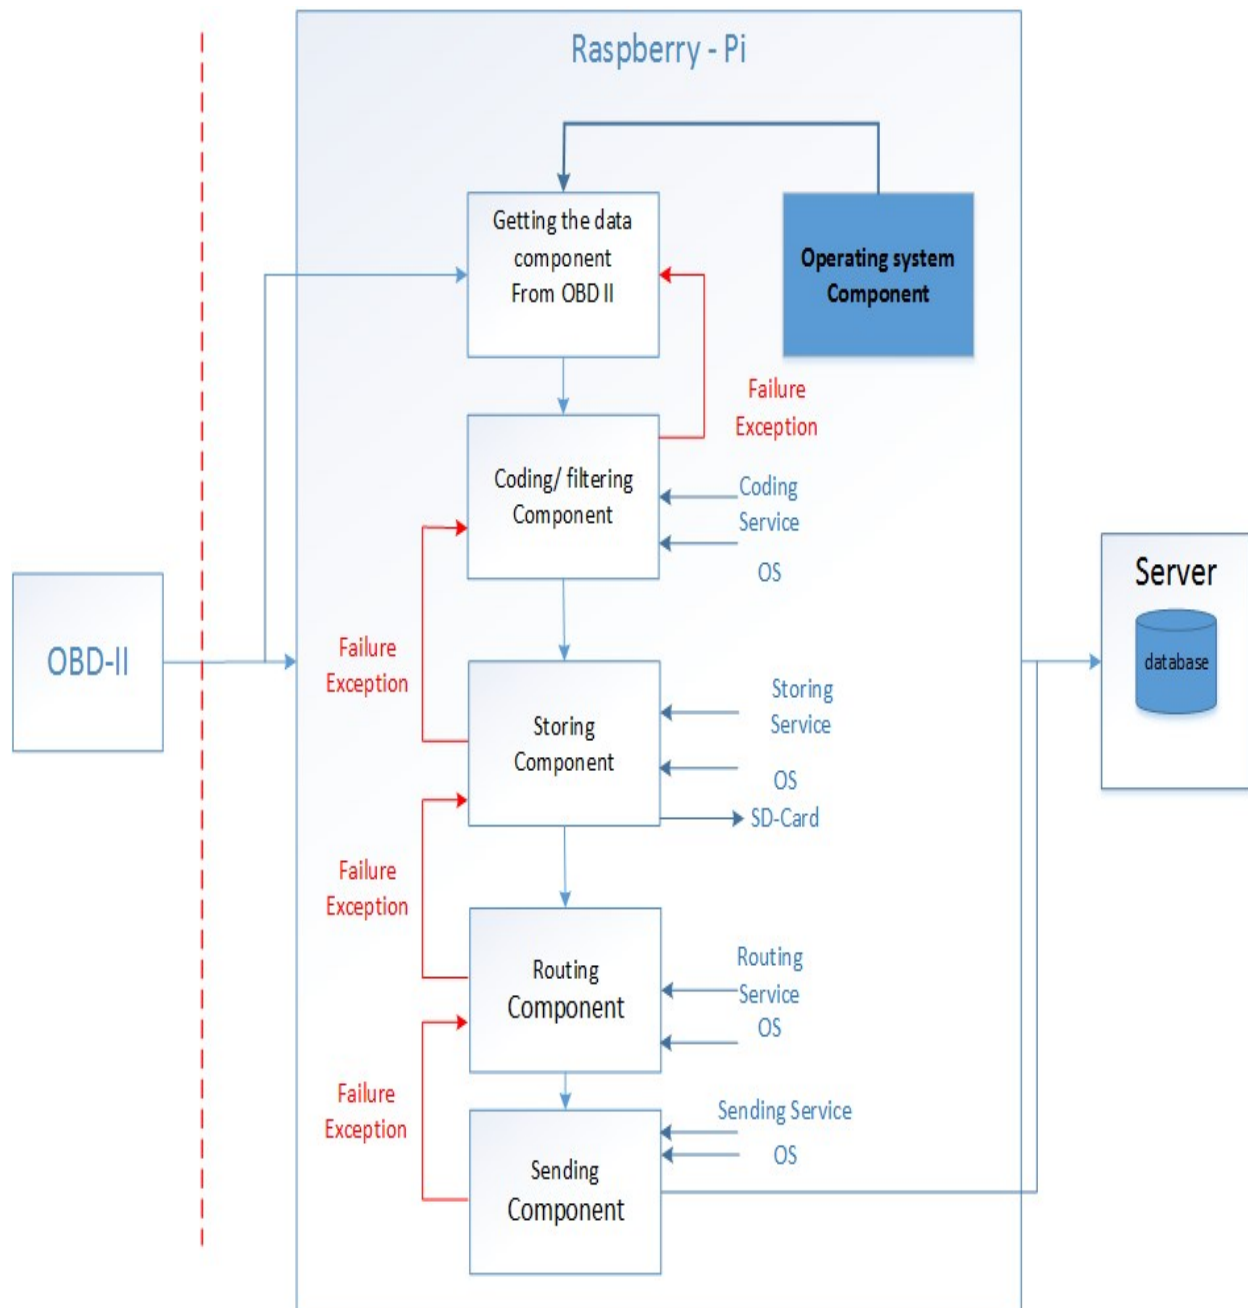 Raspberry - Pi
Getting the data
component
From OBD II
Operating system
Component
Failure
Exception
Coding/ filtering
Component
Coding
Service
OS
OBD-II
Failure
Exception
Storing
Component
Storing
Service
OS
SD-Card
Server
database
Failure
Exception
Routing
Component
Routing
Service
OS
Failure
Exception
Sending
Component
Sending Service
OS